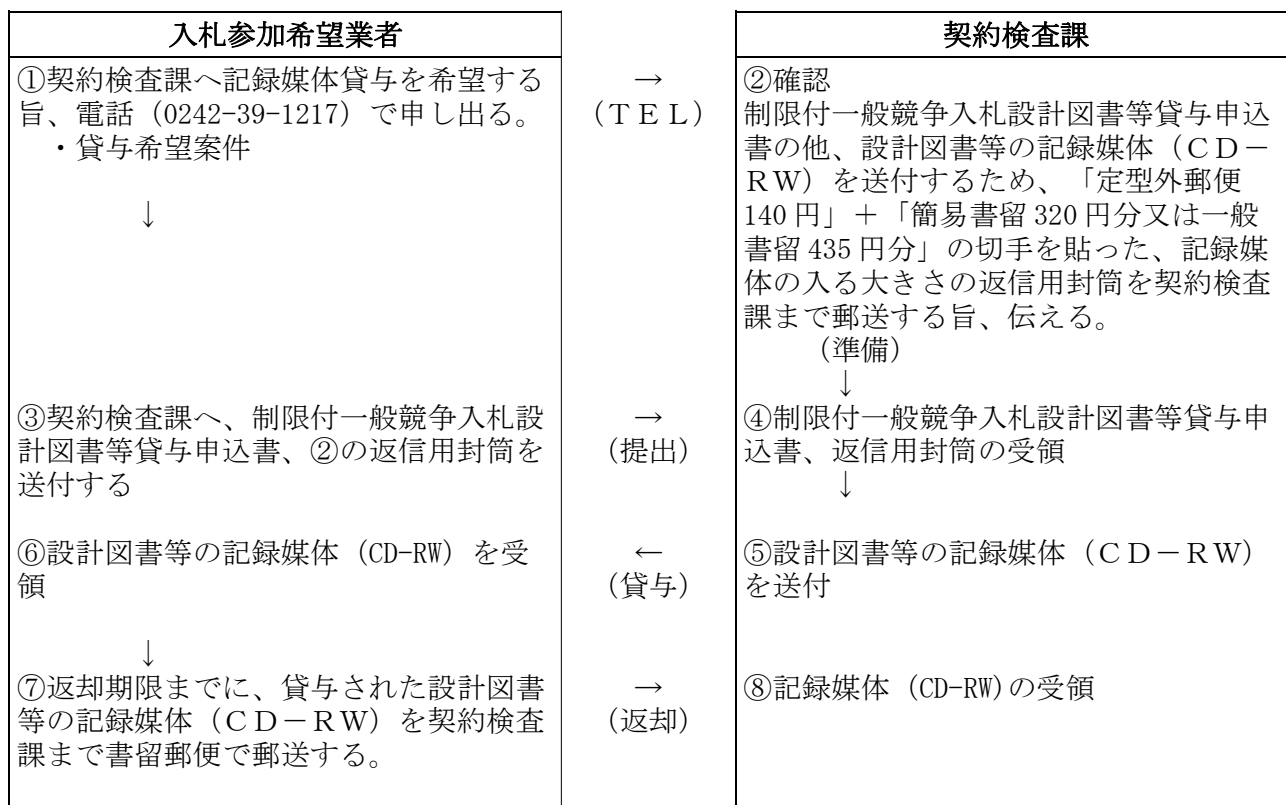 入札参加希望業者
契約検査課
①契約検査課へ記録媒体貸与を希望する
旨、電話（0242-39-1217）で申し出る。
・貸与希望案件
↓
→
（ＴＥＬ）
②確認
制限付一般競争入札設計図書等貸与申込
書の他、設計図書等の記録媒体（ＣＤ－
ＲＷ）を送付するため、「定型外郵便
140 円」＋「簡易書留 320 円分又は一般
書留 435 円分」の切手を貼った、記録媒
体の入る大きさの返信用封筒を契約検査
課まで郵送する旨、伝える。
（準備）
↓
③契約検査課へ、制限付一般競争入札設
計図書等貸与申込書、②の返信用封筒を
送付する
→
（提出）
④制限付一般競争入札設計図書等貸与申
込書、返信用封筒の受領
↓
⑥設計図書等の記録媒体（CD-RW）を受
領
↓
←
（貸与）
⑤設計図書等の記録媒体（ＣＤ－ＲＷ）
を送付
⑦返却期限までに、貸与された設計図書
等の記録媒体（ＣＤ－ＲＷ）を契約検査
課まで書留郵便で郵送する。
→
（返却）
⑧記録媒体（CD-RW)の受領